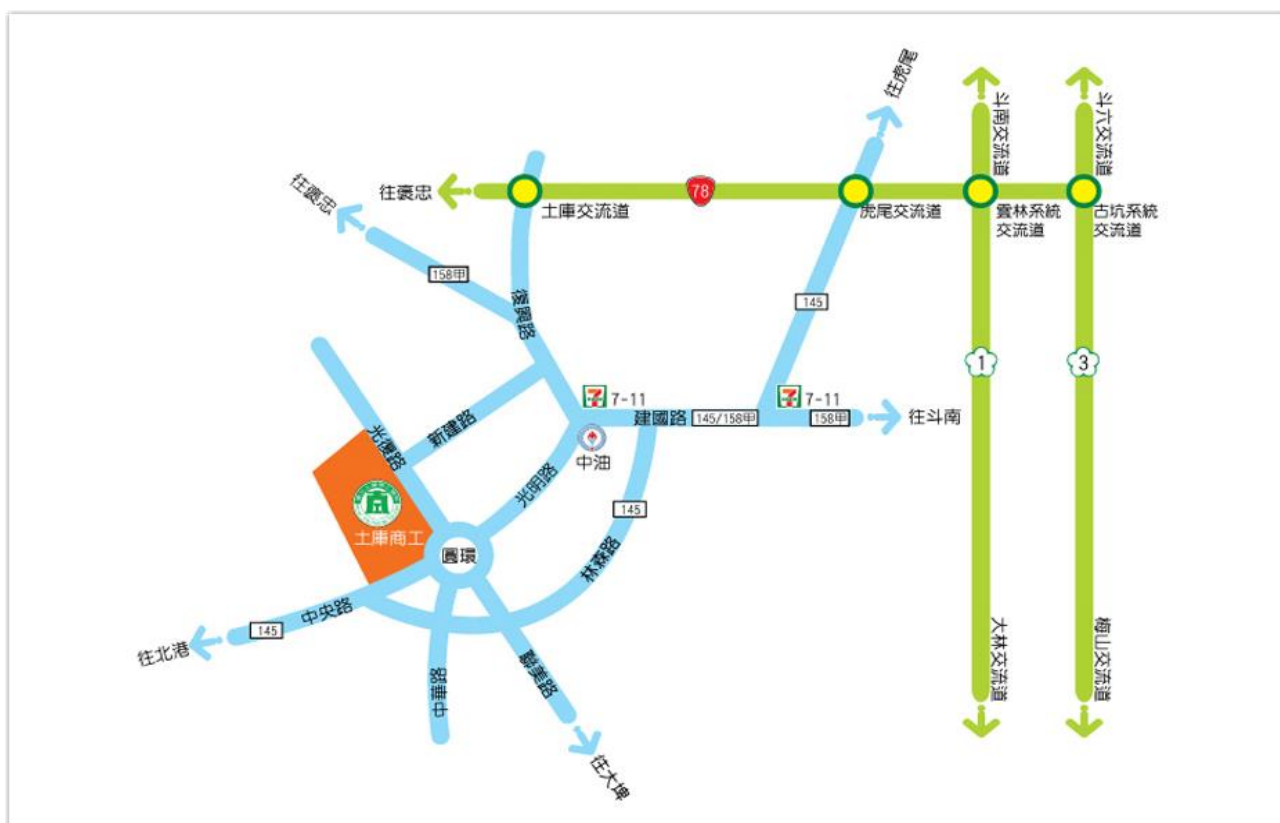 往虎尾
斗南交流道
斗六交流道
往褒忠
往褒忠
土庫交流道
78
虎尾交流道
雲林系統
交流道
古坑系統
交流道
158甲
復興路
145
1
3
7-11
7-11
建國路
145/158甲
158甲
往斗南
中油
光復路
新建路
光明路
145
土庫商工
圓環
林森路
中央路
145
往北港
中華路
聯美路
往大埤
大林交流道
梅山交流道